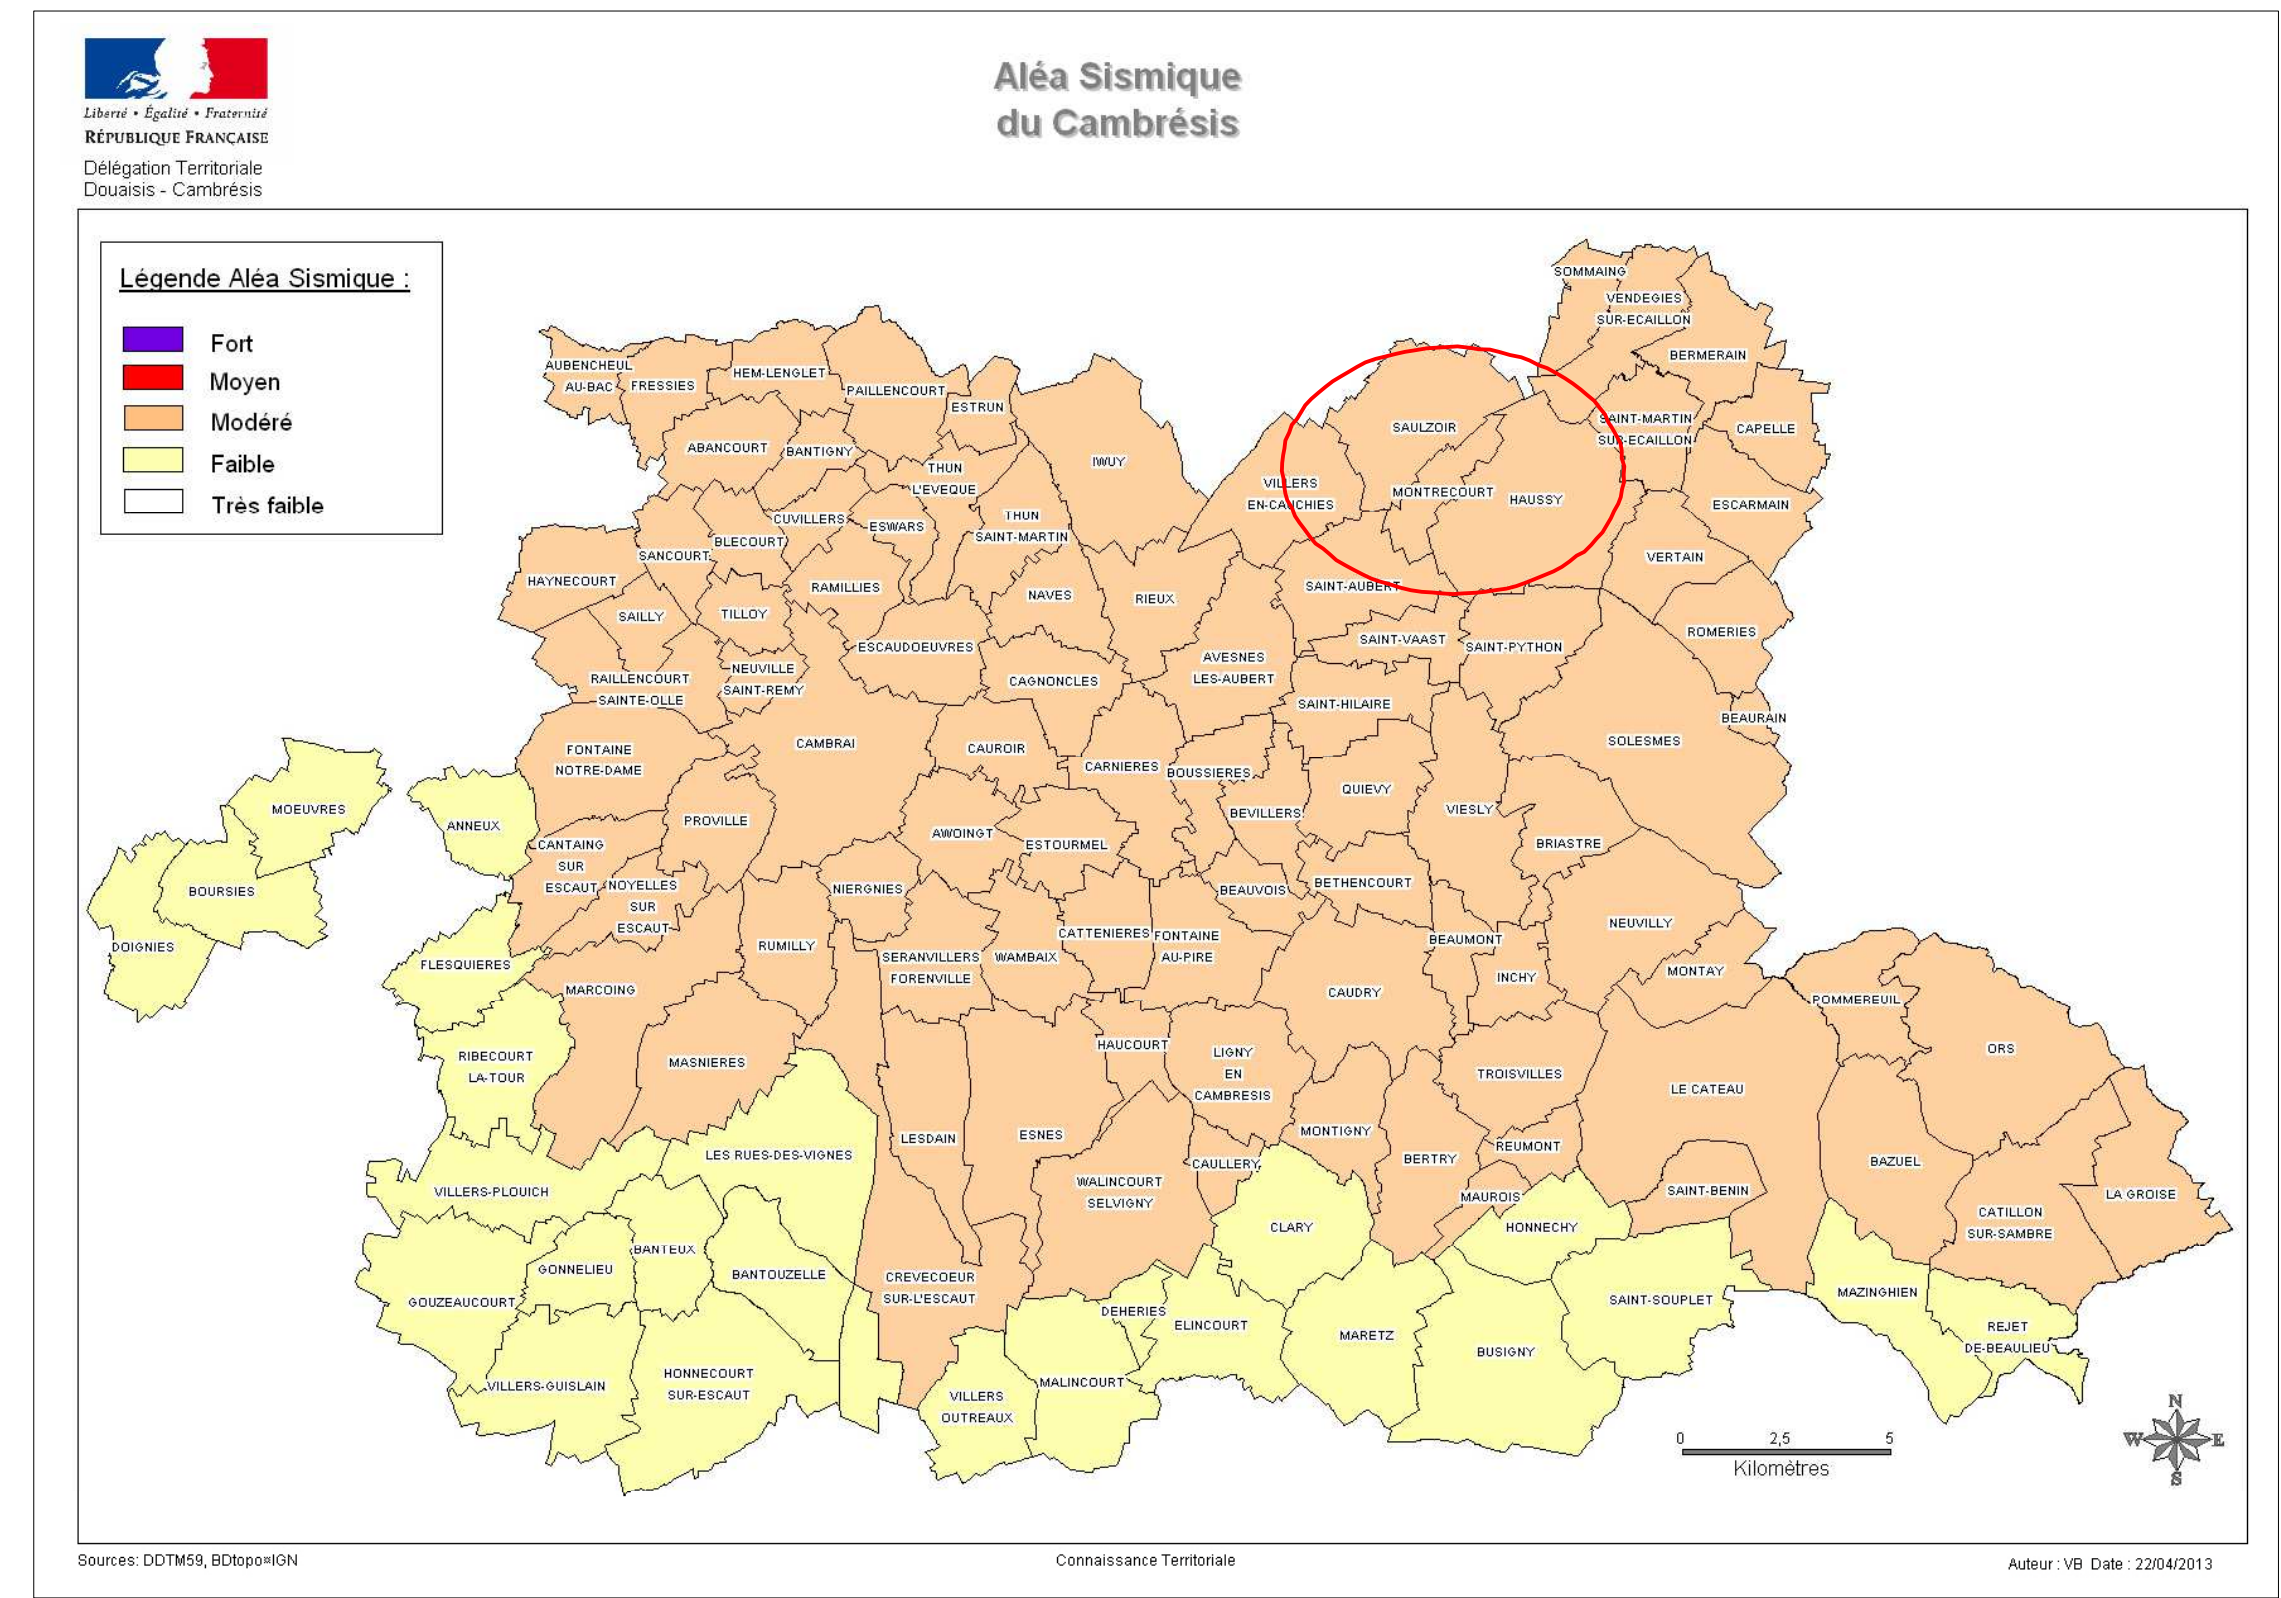 Liberté • Égalité • Fraternité
RÉPUBLIQUE FRANÇAISE
Délégation Territoriale
Douaisis - Cambrésis
Aléa Sismique
du Cambrésis
Légende Aléa Sismique :
Fort
Moyen
Modéré
Faible
Très faible
SOMMAING
VENDEGIES
SUR-ECAILLON
BERMERAIN
AUBENCHEUL
AU-BAC
FRESSIES
HEM-LENGLET
PAILLENCOURT
ESTRUN
SAINT-MARTIN
SUR-ECAILLON
CAPELLE
SAULZOIR
ABANCOURT
BANTIGNY
IWUY
THUN
L'EVEQUE
VILLERS
EN-CAUCHIES
MONTRECOURT
HAUSSY
ESCARMAIN
CUVILLERS
ESWARS
THUN
SAINT-MARTIN
BLECOURT
SANCOURT
VERTAIN
HAYNECOURT
RAMILLIES
NAVES
RIEUX
SAINT-AUBERT
SAILLY
TILLOY
ROMERIES
ESCAUDOEUVRES
SAINT-VAAST
SAINT-PYTHON
NEUVILLE
SAINT-REMY
AVESNES
LES-AUBERT
RAILLENCOURT
SAINTE-OLLE
CAGNONCLES
SAINT-HILAIRE
BEAURAIN
FONTAINE
NOTRE-DAME
CAMBRAI
CAUROIR
SOLESMES
CARNIERES
BOUSSIERES
QUIEVY
MOEUVRES
ANNEUX
PROVILLE
BEVILLERS
VIESLY
AWOINGT
ESTOURMEL
BRIASTRE
CANTAING
SUR
ESCAUT
NOYELLES
SUR
ESCAUT
BOURSIES
NIERGNIES
BEAUVOIS
BETHENCOURT
NEUVILLY
DOIGNIES
RUMILLY
CATTENIERES
FONTAINE
AU-PIRE
BEAUMONT
FLESQUIERES
SERANVILLERS
FORENVILLE
WAMBAIX
INCHY
MONTAY
MARCOING
CAUDRY
POMMEREUIL
RIBECOURT
LA-TOUR
MASNIERES
HAUCOURT
LIGNY
EN
CAMBRESIS
ORS
TROISVILLES
LE CATEAU
LESDAIN
ESNES
MONTIGNY
REUMONT
LES RUES-DES-VIGNES
CAULLERY
BERTRY
BAZUEL
VILLERS-PLOUICH
WALINCOURT
SELVIGNY
MAUROIS
SAINT-BENIN
LA GROISE
CLARY
HONNECHY
CATILLON
SUR-SAMBRE
BANTEUX
GONNELIEU
BANTOUZELLE
CREVECOEUR
SUR-L'ESCAUT
GOUZEAUCOURT
DEHERIES
ELINCOURT
SAINT-SOUPLET
MAZINGHIEN
MARETZ
REJET
DE-BEAULIEU
BUSIGNY
VILLERS-GUISLAIN
HONNECOURT
SUR-ESCAUT
MALINCOURT
VILLERS
OUTREAUX
0 2,5 5
Kilomètres
N
W E
S
Sources: DDTM59, BDtopo¤IGN
Connaissance Territoriale
Auteur : VB Date : 22/04/2013